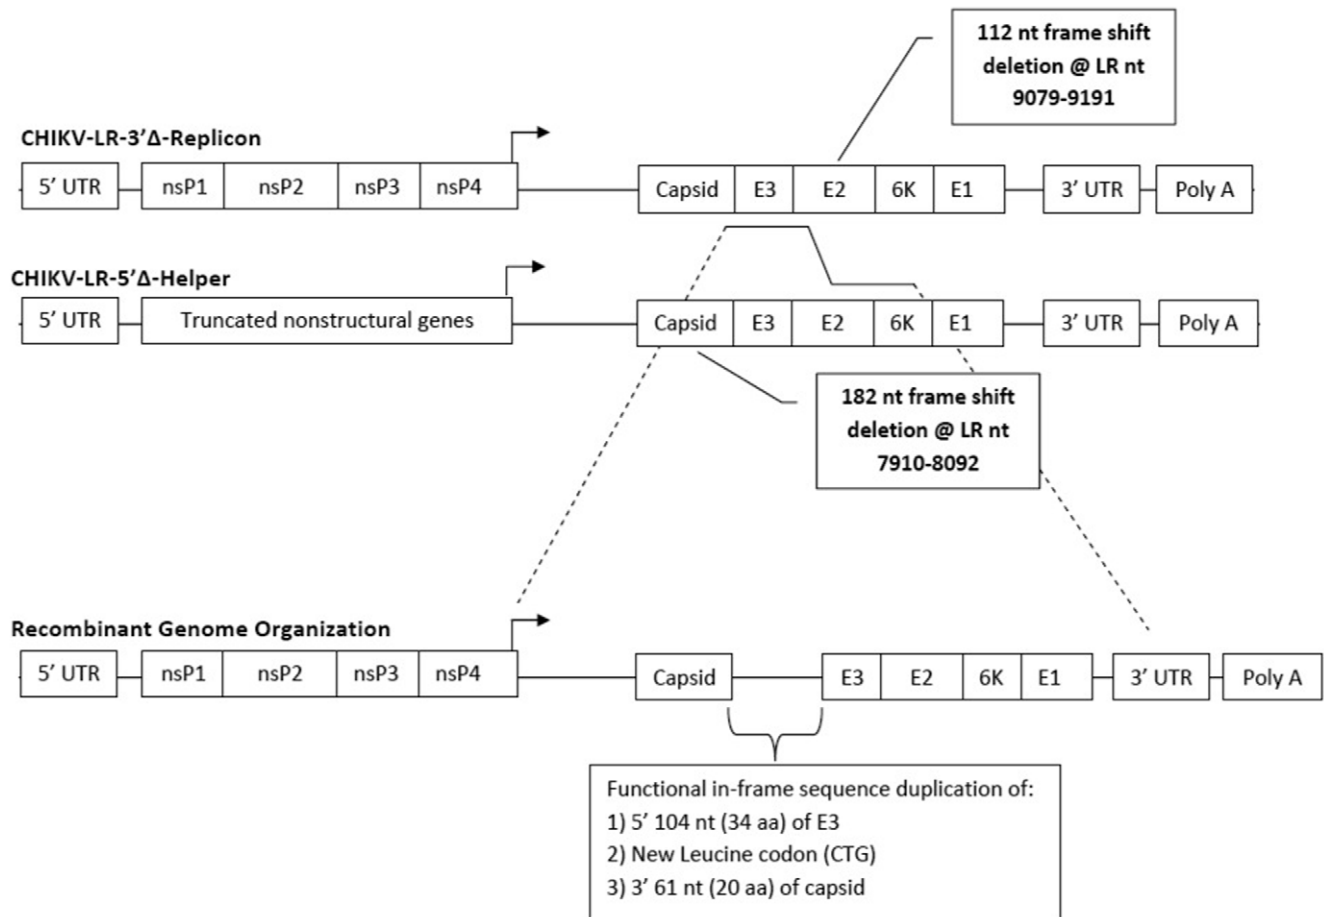 112 nt frame shift
deletion @ LR nt
9079-9191
CHIKV-LR-3’Δ-Replicon
5’ UTR nsP1 nsP2 nsP3 nsP4 Capsid E3 E2 6K E1 3’ UTR Poly A
CHIKV-LR-5’Δ-Helper
5’ UTR Truncated nonstructural genes Capsid E3 E2 6K E1 3’ UTR Poly A
182 nt frame shift
deletion @ LR nt
7910-8092
Recombinant Genome Organization
5’ UTR nsP1 nsP2 nsP3 nsP4 Capsid E3 E2 6K E1 3’ UTR Poly A
Functional in-frame sequence duplication of:
1) 5’ 104 nt (34 aa) of E3
2) New Leucine codon (CTG)
3) 3’ 61 nt (20 aa) of capsid